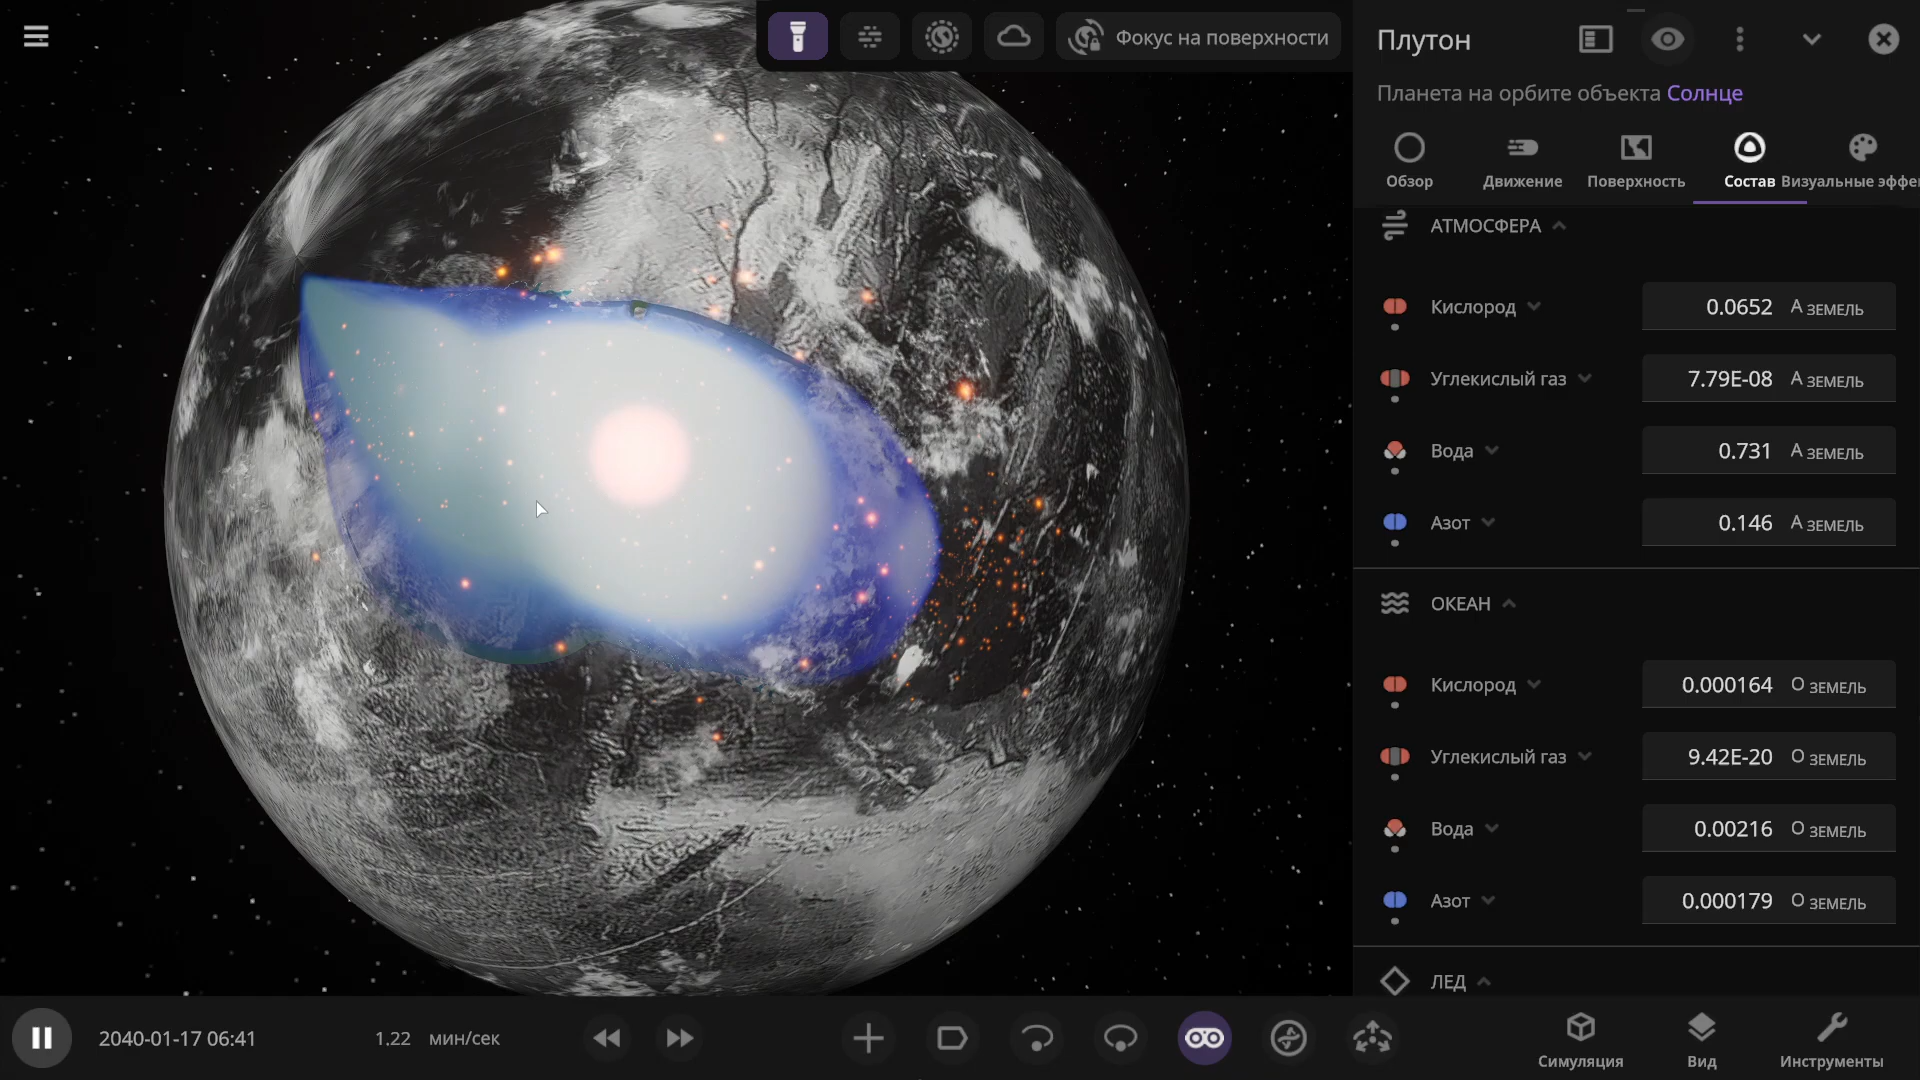 Фокус на поверхности
Плутон
Планета на орбите объекта Солнце
Обзор
Движение
Поверхность
Состав
Визуальные эффе
АТМОСФЕРА
Кислород 0.0652 А ЗЕМЕЛЬ
Углекислый газ 7.79E-08 А ЗЕМЕЛЬ
Вода 0.731 А ЗЕМЕЛЬ
Азот 0.146 А ЗЕМЕЛЬ
ОКЕАН
Кислород 0.000164 О ЗЕМЕЛЬ
Углекислый газ 9.42E-20 О ЗЕМЕЛЬ
Вода 0.00216 О ЗЕМЕЛЬ
Азот 0.000179 О ЗЕМЕЛЬ
ЛЕД
2040-01-17 06:41
1.22 мин/сек
Симуляция
Вид
Инструменты